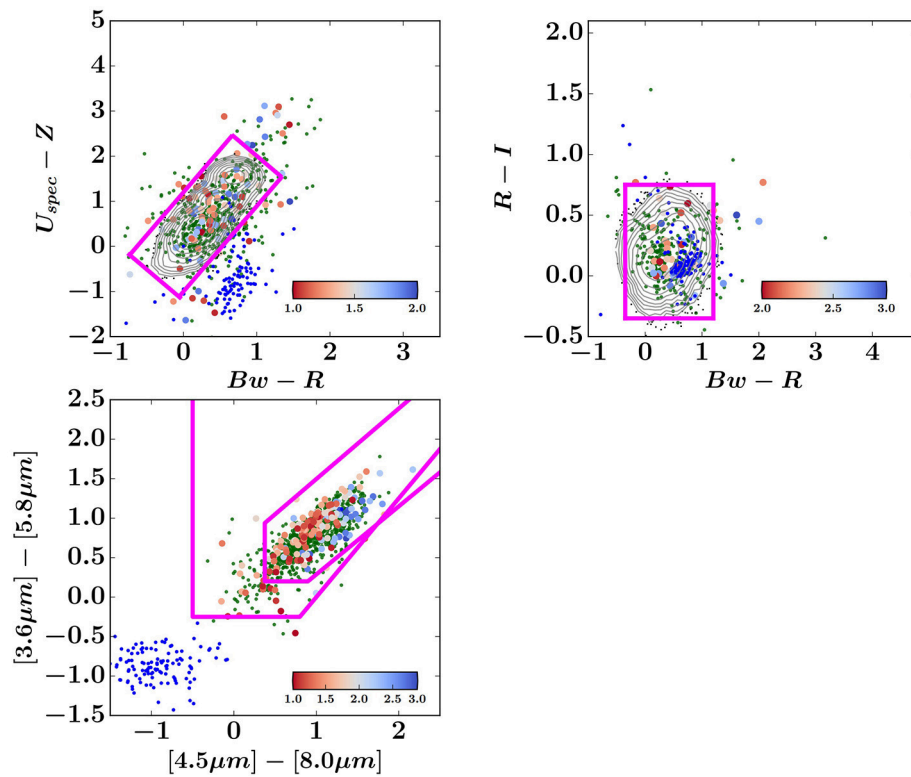 5
4
3
2
1
0
−1
−2
U_spec − Z
1.0 1.5 2.0
−1 0 1 2 3
Bw − R
2.0
1.5
1.0
0.5
0.0
−0.5
R − I
2.0 2.5 3.0
−1 0 1 2 3 4
Bw − R
2.5
2.0
1.5
1.0
0.5
0.0
−0.5
−1.0
−1.5
[3.6μm] − [5.8μm]
1.0 1.5 2.0 2.5 3.0
−1 0 1 2
[4.5μm] − [8.0μm]